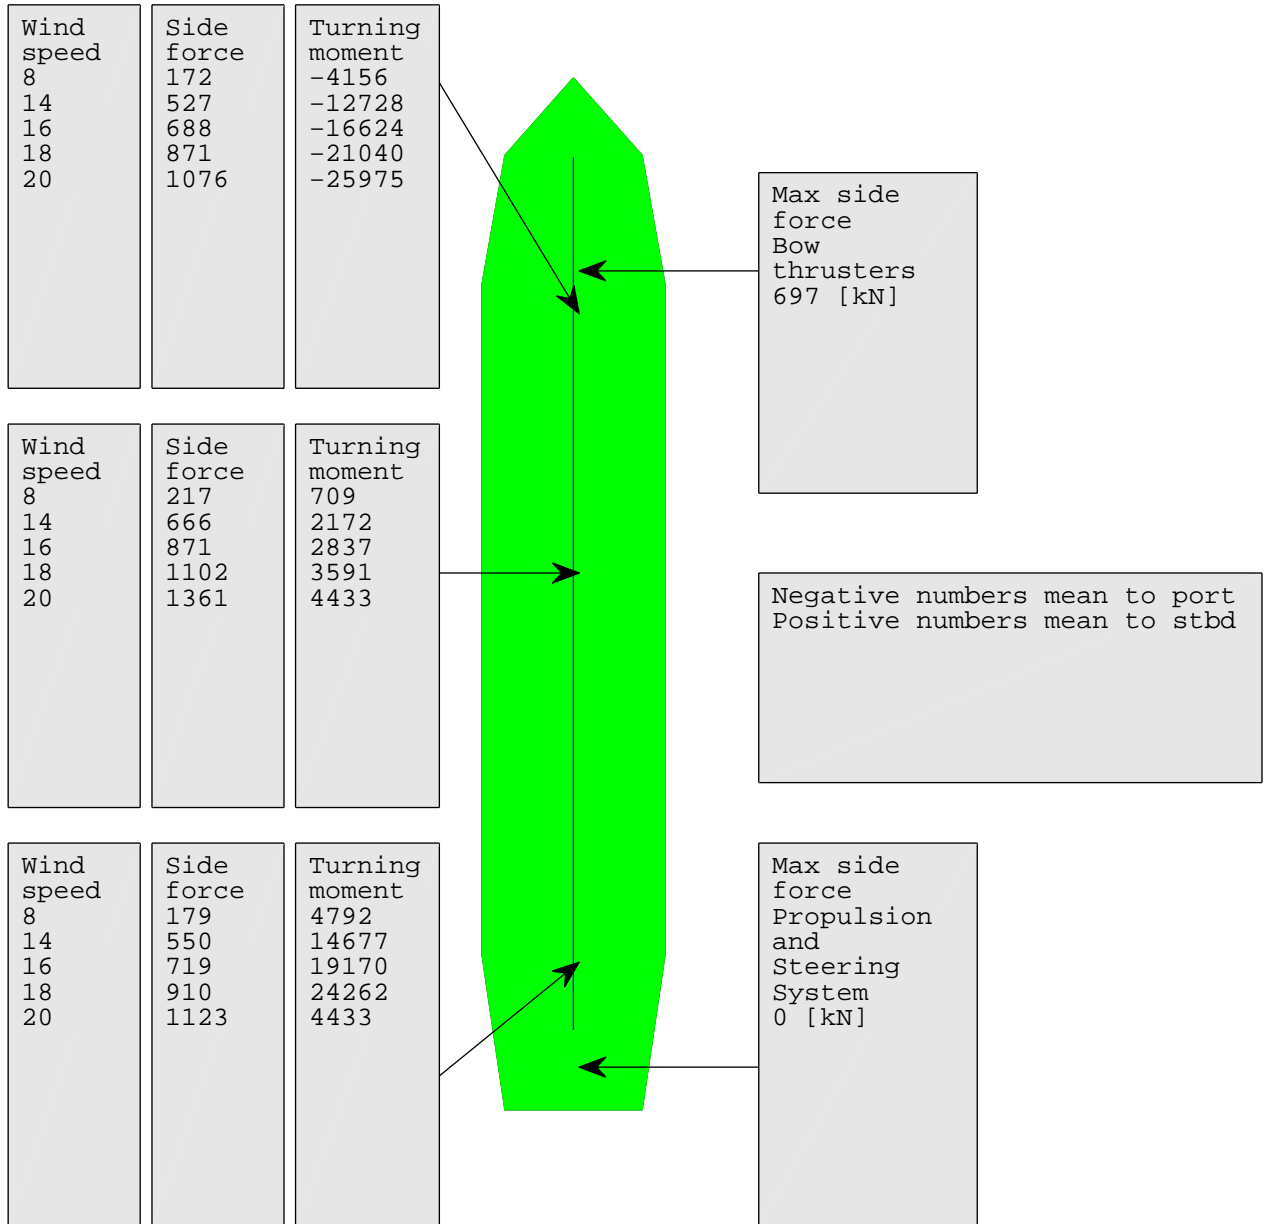 Wind speed
8
14
16
18
20
Side force
172
527
688
871
1076
Turning moment
-4156
-12728
-16624
-21040
-25975
Max side
force
Bow
thrusters
697 [kN]
Wind speed
8
14
16
18
20
Side force
217
666
871
1102
1361
Turning moment
709
2172
2837
3591
4433
Negative numbers mean to port
Positive numbers mean to stbd
Wind speed
8
14
16
18
20
Side force
179
550
719
910
1123
Turning moment
4792
14677
19170
24262
4433
Max side
force
Propulsion
and
Steering
System
0 [kN]